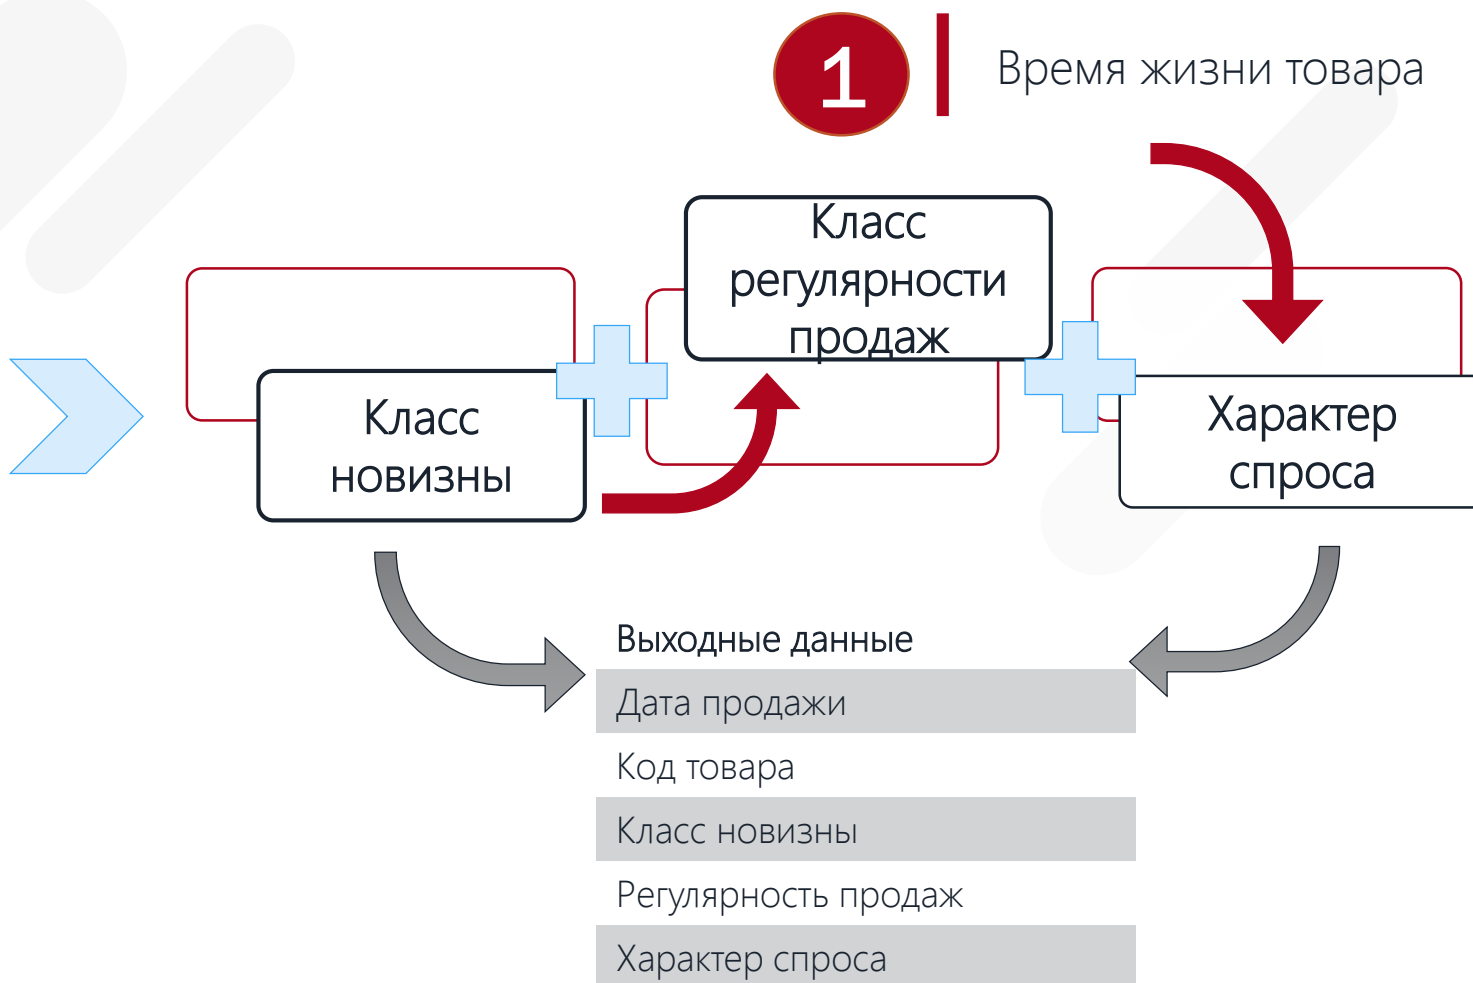 1
Время жизни товара
Класс
регулярности
продаж
Класс
новизны
Характер
спроса
Выходные данные
Дата продажи
Код товара
Класс новизны
Регулярность продаж
Характер спроса